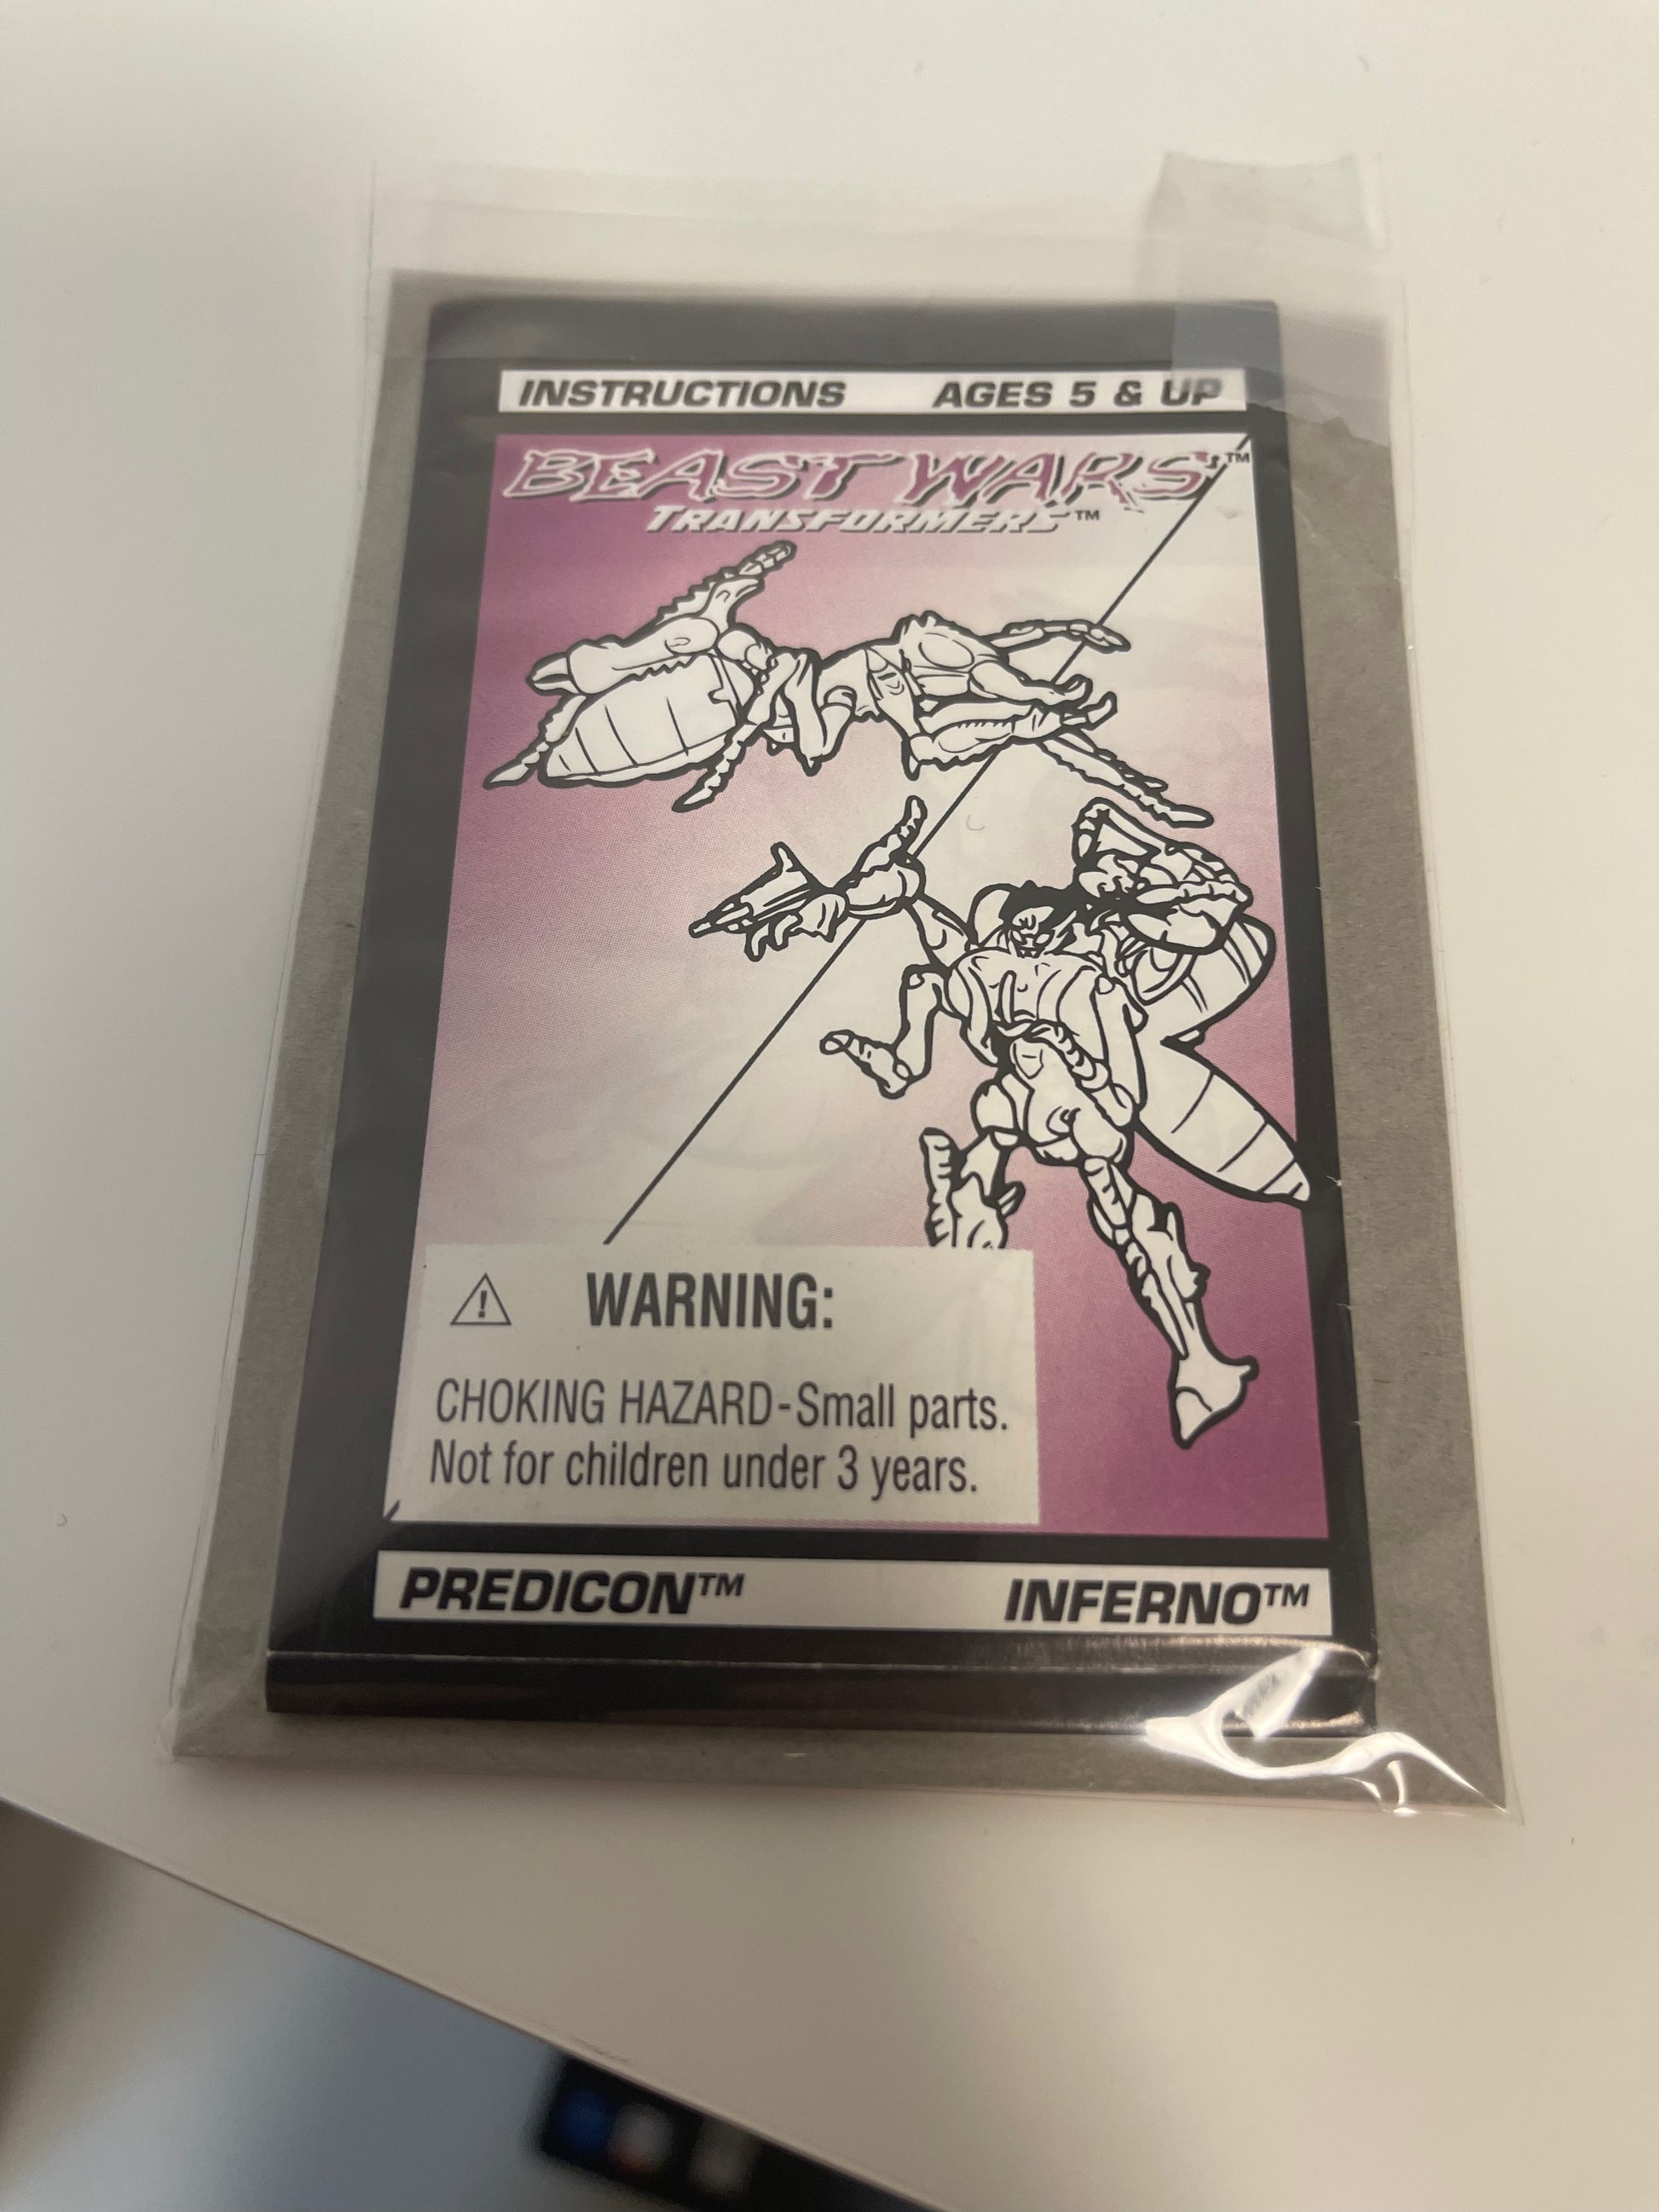 INSTRUCTIONS AGES 5 & UP
BEAST WARS™
TRANSFORMERS™
WARNING:
CHOKING HAZARD-Small parts.
Not for children under 3 years.
PREDICON™ INFERNO™